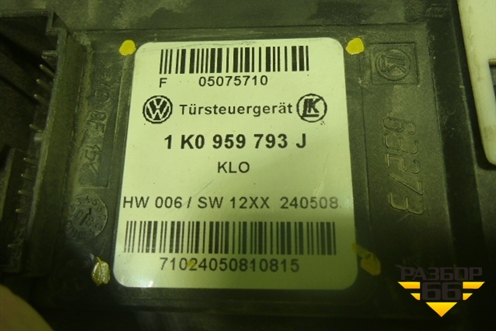 F 05075710
Türsteuergerät
1 K0 959 793 J
KLO
HW 006 / SW 12XX 240508
71024050810815
РАЗБОР
66